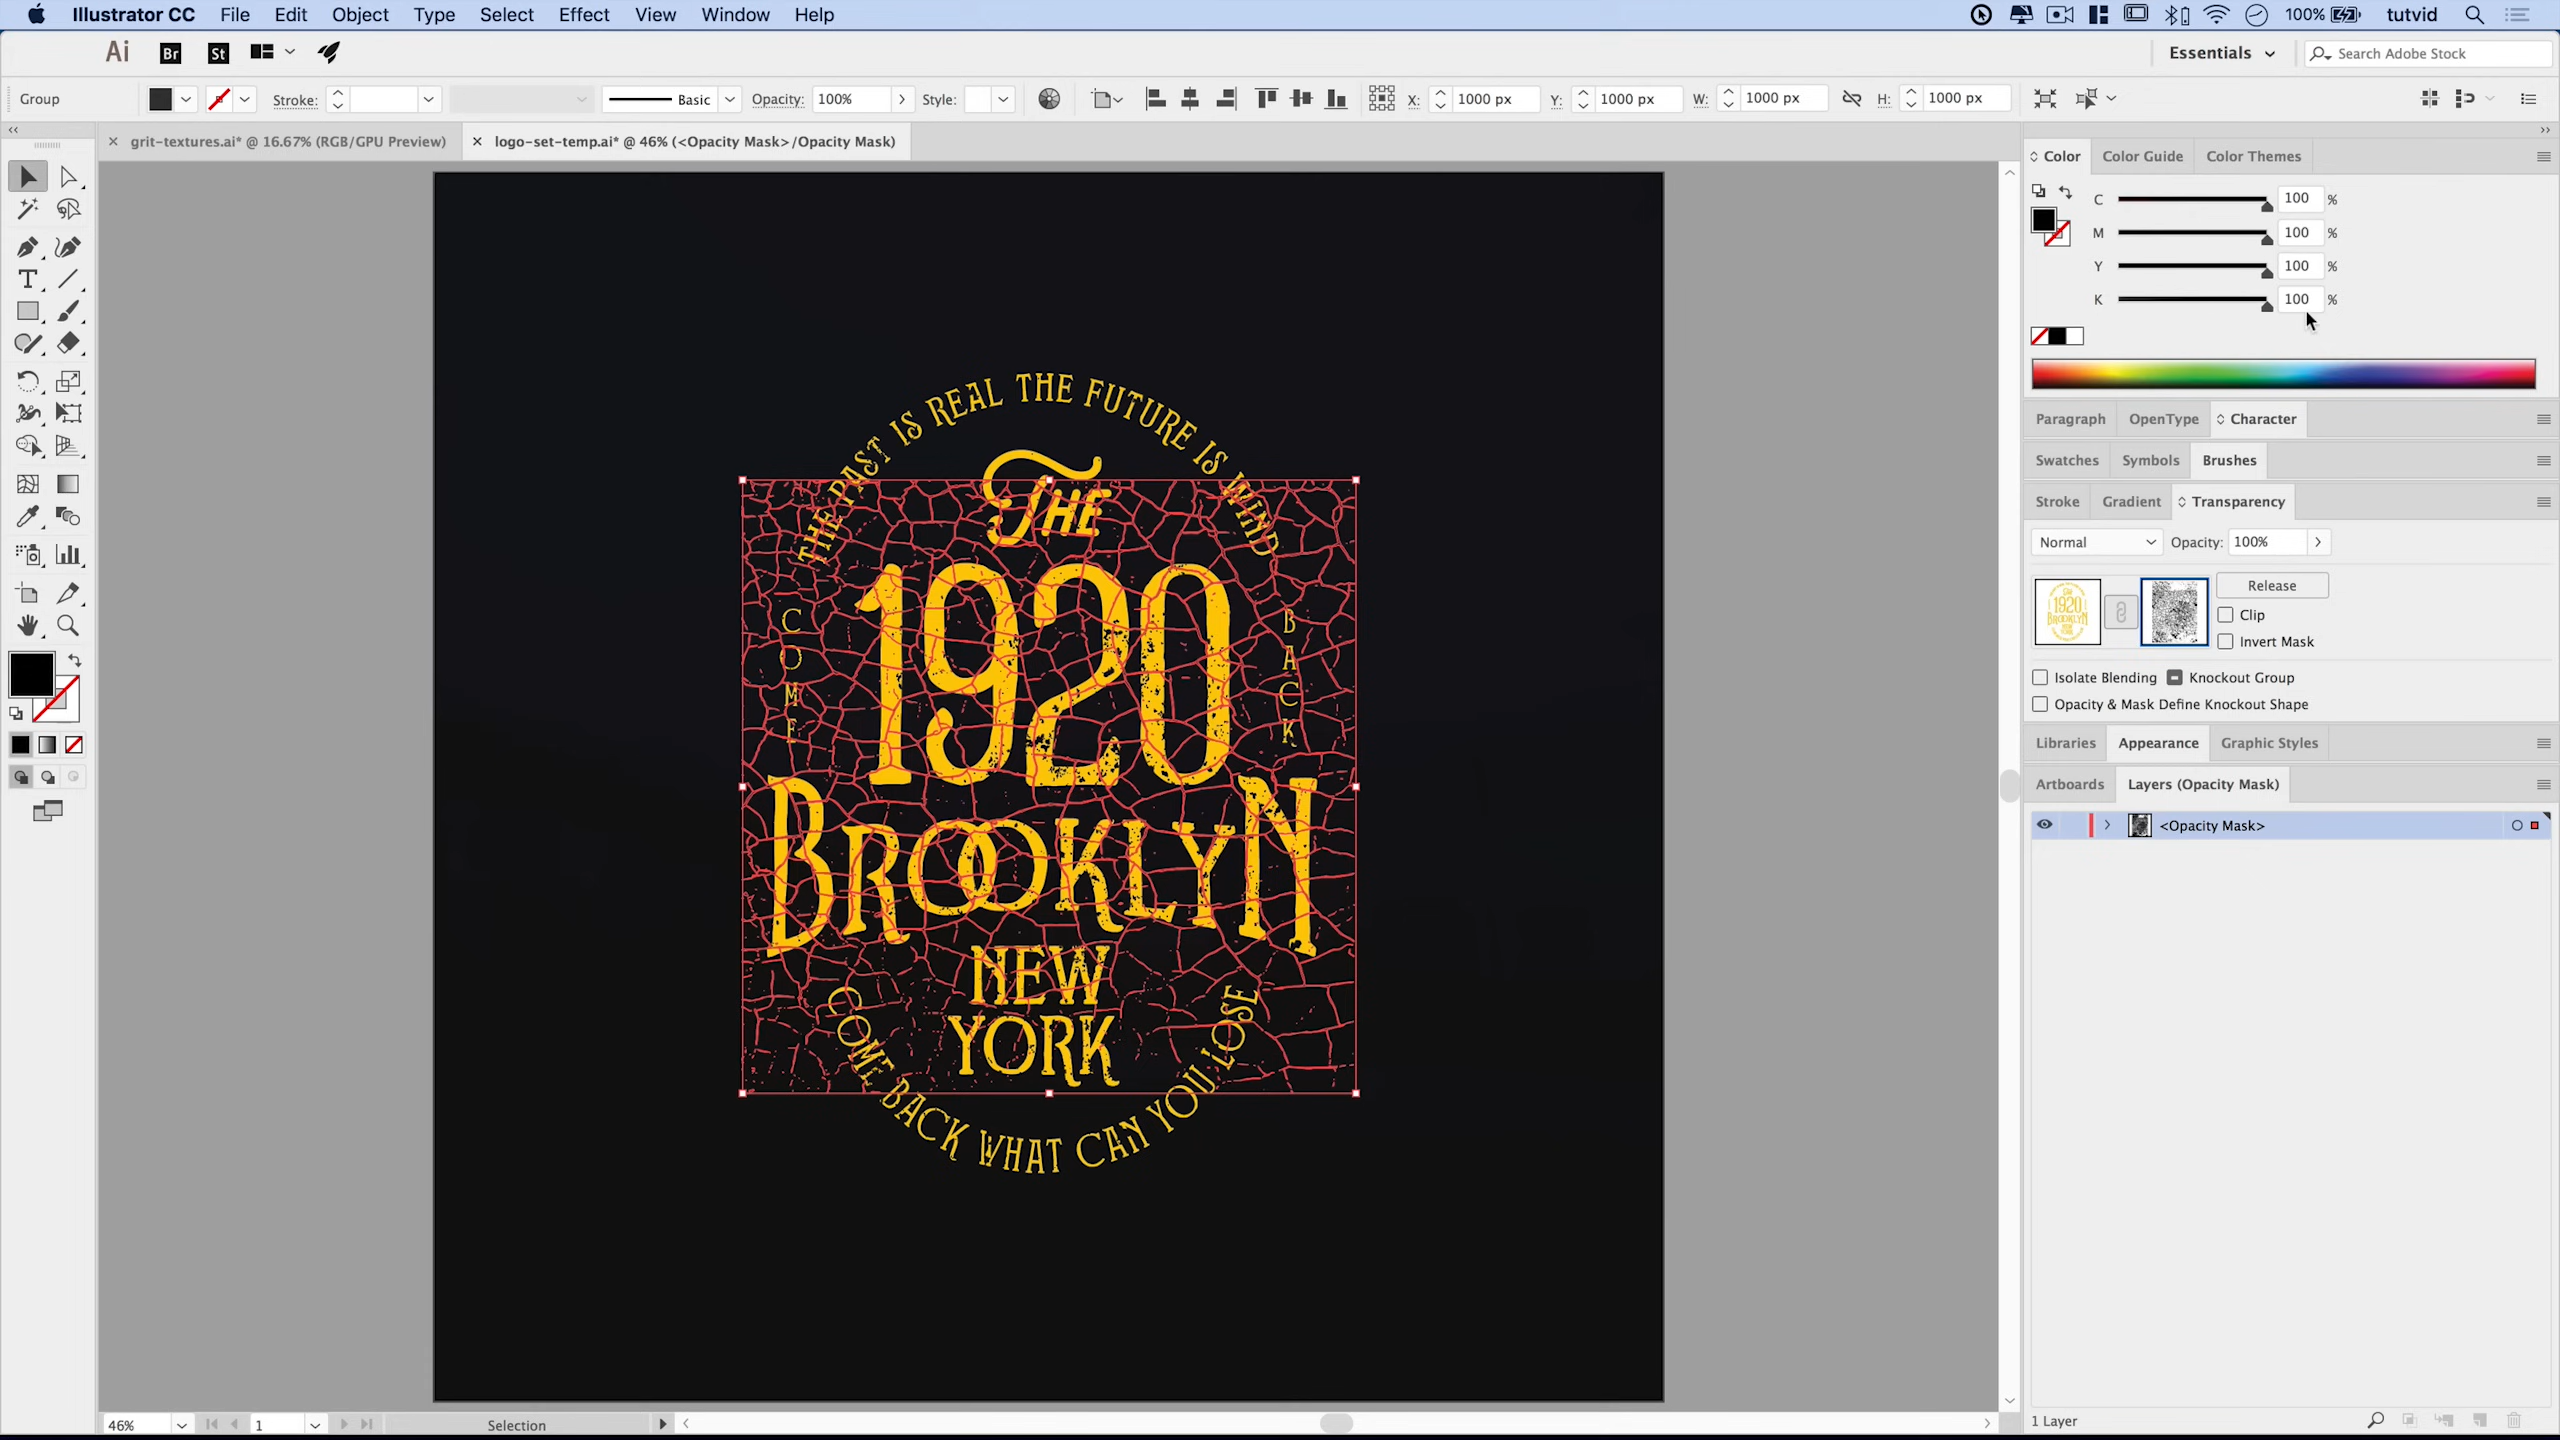 Illustrator CC File Edit Object Type Select Effect View Window Help 100% tutvid
Ai Br St Essentials Search Adobe Stock
Group Stroke: Basic Opacity: 100% Style: X: 1000 px Y: 1000 px W: 1000 px H: 1000 px
grit-textures.ai* @ 16.67% (RGB/GPU Preview) logo-set-temp.ai* @ 46% (<Opacity Mask>/Opacity Mask)
Color Color Guide Color Themes
C 100 %
M 100 %
Y 100 %
K 100 %
Paragraph OpenType Character
Swatches Symbols Brushes
Stroke Gradient Transparency
Normal Opacity: 100%
Release
Clip
Invert Mask
Isolate Blending Knockout Group
Opacity & Mask Define Knockout Shape
Libraries Appearance Graphic Styles
Artboards Layers (Opacity Mask)
<Opacity Mask>
1 Layer
THE PAST IS REAL THE FUTURE IS WIND
THE
1920
COME
BACK
BROOKLYN
NEW
YORK
COME BACK WHAT CAN YOU LOSE
46% 1 Selection